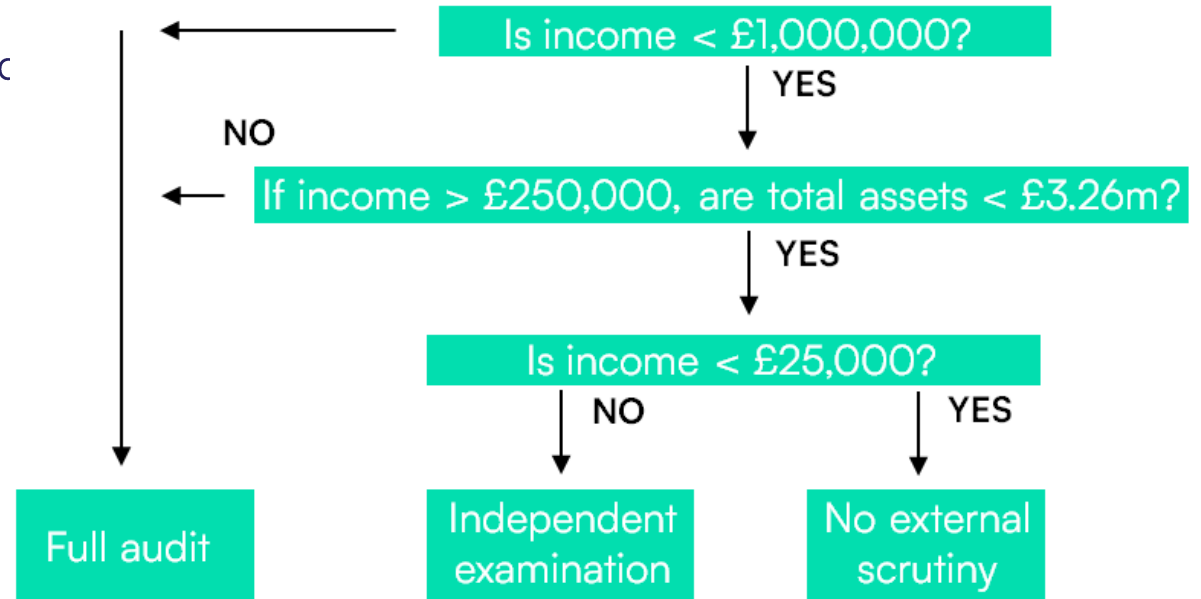 Is income < £1,000,000?
YES
NO
If income > £250,000, are total assets < £3.26m?
YES
Is income < £25,000?
NO
YES
Full audit
Independent
examination
No external
scrutiny